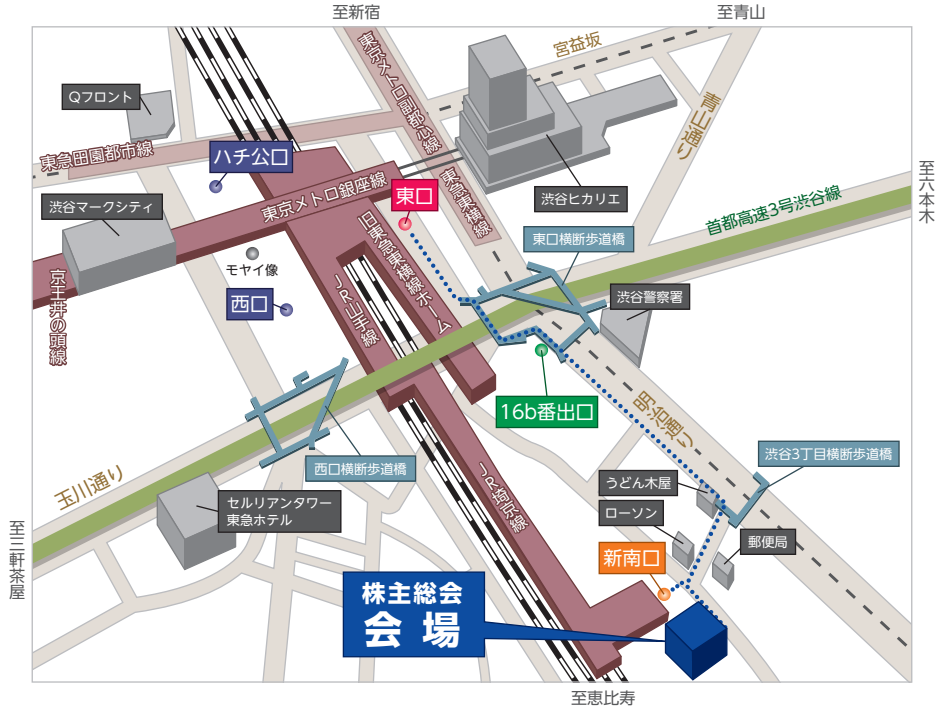 至新宿
至青山
宮益坂
東京メトロ副都心線
青山通り
Qフロント
東急田園都市線
ハチ公口
東京メトロ銀座線
東口
東急東横線
渋谷ヒカリエ
至六本木
渋谷マークシティ
旧東急東横線ホーム
首都高速3号渋谷線
東口横断歩道橋
モヤイ像
西口
JR山手線
渋谷警察署
京王井の頭線
16b番出口
明治通り
玉川通り
西口横断歩道橋
JR埼京線
渋谷3丁目横断歩道橋
うどん木屋
セルリアンタワー
東急ホテル
ローソン
郵便局
至三軒茶屋
新南口
株主総会
会場
至恵比寿